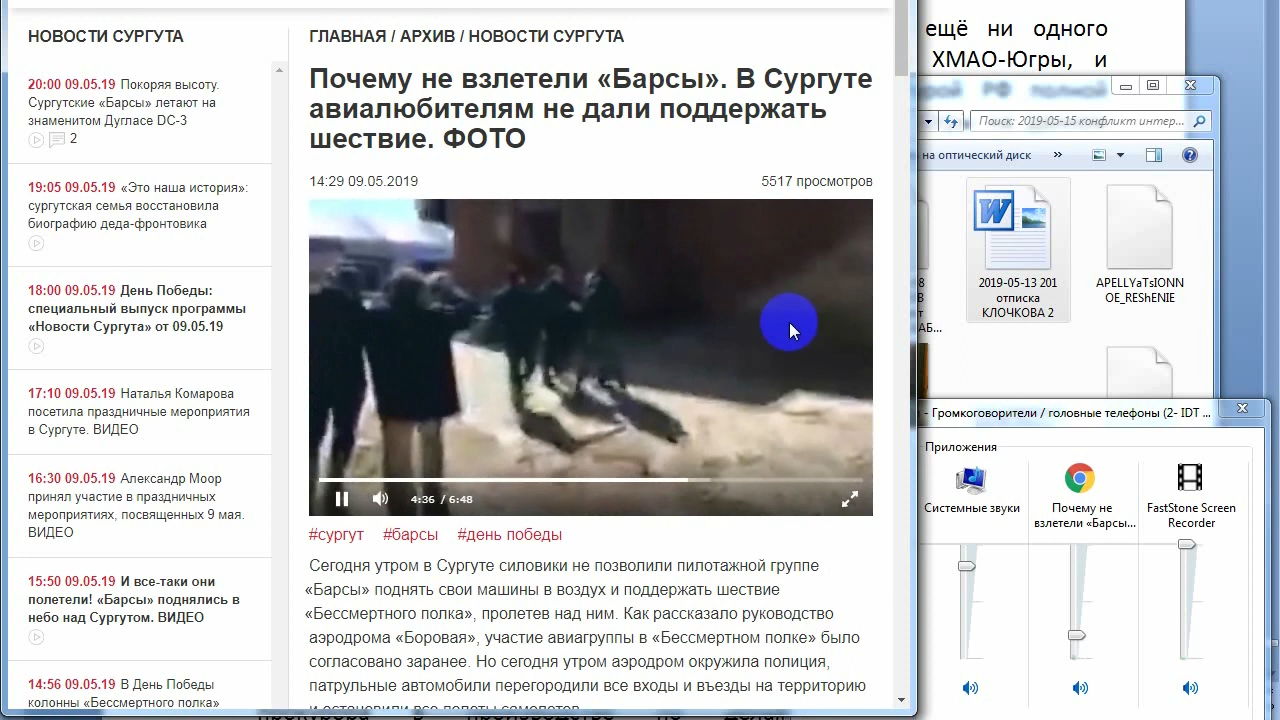 НОВОСТИ СУРГУТА
20:00 09.05.19 Покоряя высоту.
Сургутские «Барсы» летают на
знаменитом Дугласе DC-3
2
19:05 09.05.19 «Это наша история»:
сургутская семья восстановила
биографию деда-фронтовика
18:00 09.05.19 День Победы:
специальный выпуск программы
«Новости Сургута» от 09.05.19
17:10 09.05.19 Наталья Комарова
посетила праздничные мероприятия
в Сургуте. ВИДЕО
16:30 09.05.19 Александр Моор
принял участие в праздничных
мероприятиях, посвященных 9 мая.
ВИДЕО
15:50 09.05.19 И все-таки они
полетели! «Барсы» поднялись в
небо над Сургутом. ВИДЕО
14:56 09.05.19 В День Победы
колонны «Бессмертного полка»
ГЛАВНАЯ / АРХИВ / НОВОСТИ СУРГУТА
Почему не взлетели «Барсы». В Сургуте
авиалюбителям не дали поддержать
шествие. ФОТО
14:29 09.05.2019
5517 просмотров
4:36 / 6:48
#сургут #барсы #день победы
Сегодня утром в Сургуте силовики не позволили пилотажной группе
«Барсы» поднять свои машины в воздух и поддержать шествие
«Бессмертного полка», пролетев над ним. Как рассказало руководство
аэродрома «Боровая», участие авиагруппы в «Бессмертном полке» было
согласовано заранее. Но сегодня утром аэродром окружила полиция,
патрульные автомобили перегородили все входы и въезды на территорию
и остановили все полеты самолетов
ещё ни одного
ХМАО-Югры, и
РФ полной
Поиск: 2019-05-15 конфликт интер...
на оптический диск »
2019-05-13 201
отписка
КЛОЧКОВА 2
APELLYaTsIONN
OE_REShENIE
- Громкоговорители / головные телефоны (2- IDT ...
Приложения
Системные звуки
Почему не
взлетели «Барсы...
FastStone Screen
Recorder